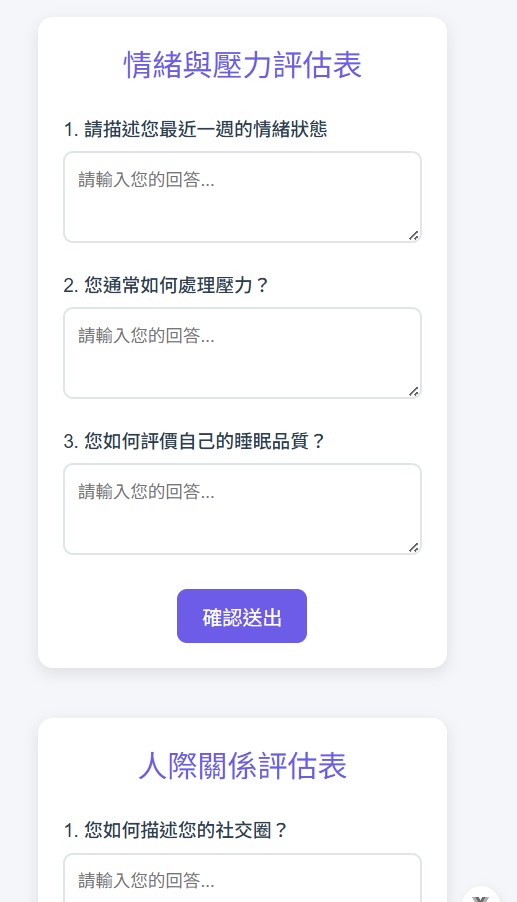 情緒與壓力評估表
1. 請描述您最近一週的情緒狀態
請輸入您的回答...
2. 您通常如何處理壓力？
請輸入您的回答...
3. 您如何評價自己的睡眠品質？
請輸入您的回答...
確認送出
人際關係評估表
1. 您如何描述您的社交圈？
請輸入您的回答...